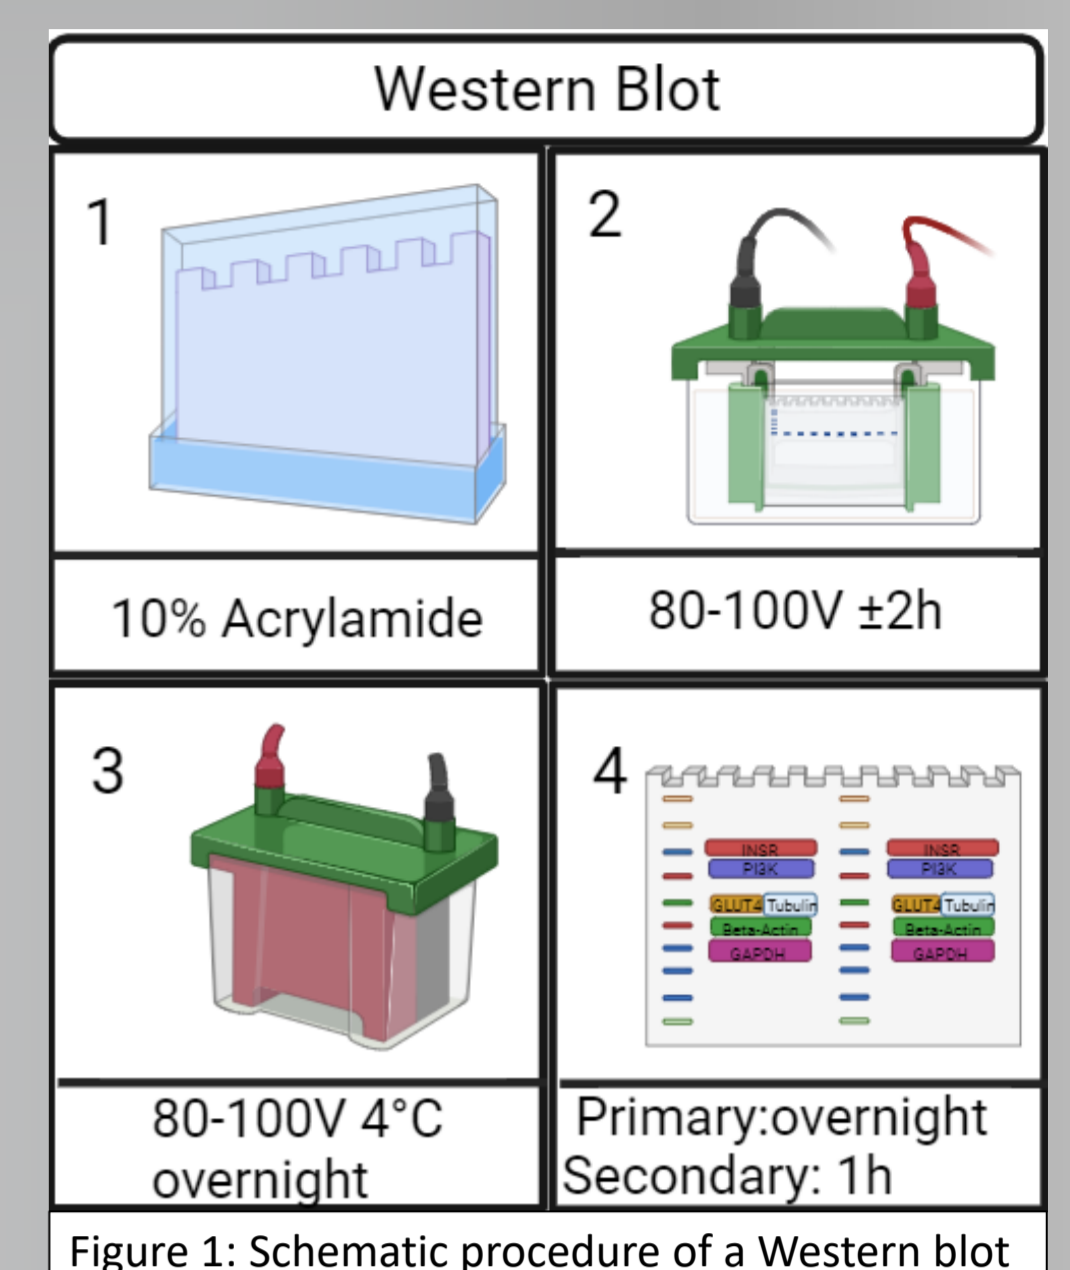 Western Blot
1
2
10% Acrylamide
80-100V ±2h
3
4
INSR
PI3K
GLUT4 Tubulin
Beta-Actin
GAPDH
INSR
PI3K
GLUT4 Tubulin
Beta-Actin
GAPDH
80-100V 4°C
overnight
Primary:overnight
Secondary: 1h
Figure 1: Schematic procedure of a Western blot